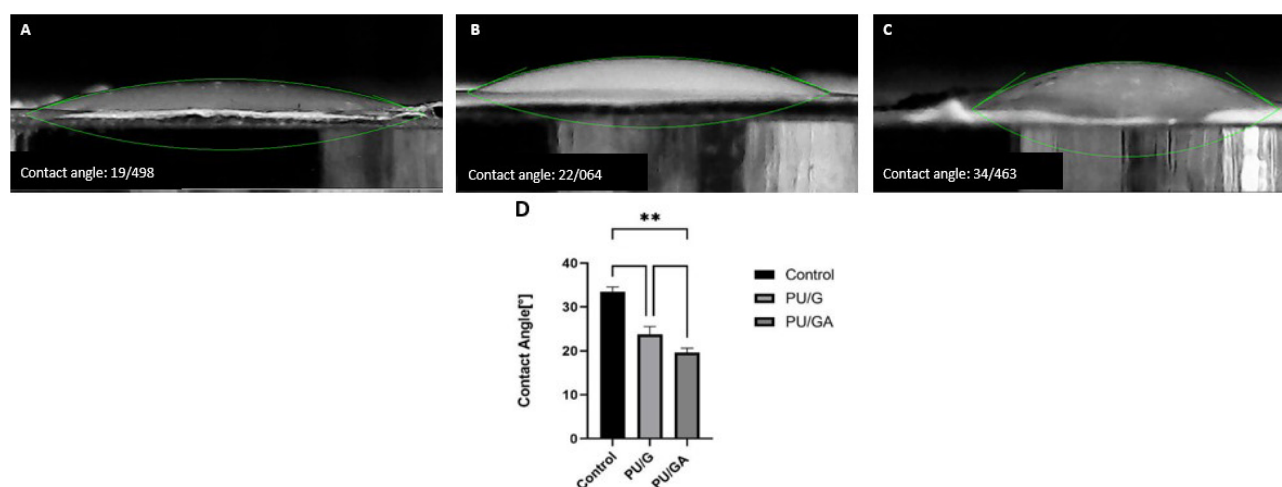 A
B
C
Contact angle: 19/498
Contact angle: 22/064
Contact angle: 34/463
D
**
40
30
20
10
0
Contact Angle[°]
Control
PU/G
PU/GA
Control
PU/G
PU/GA